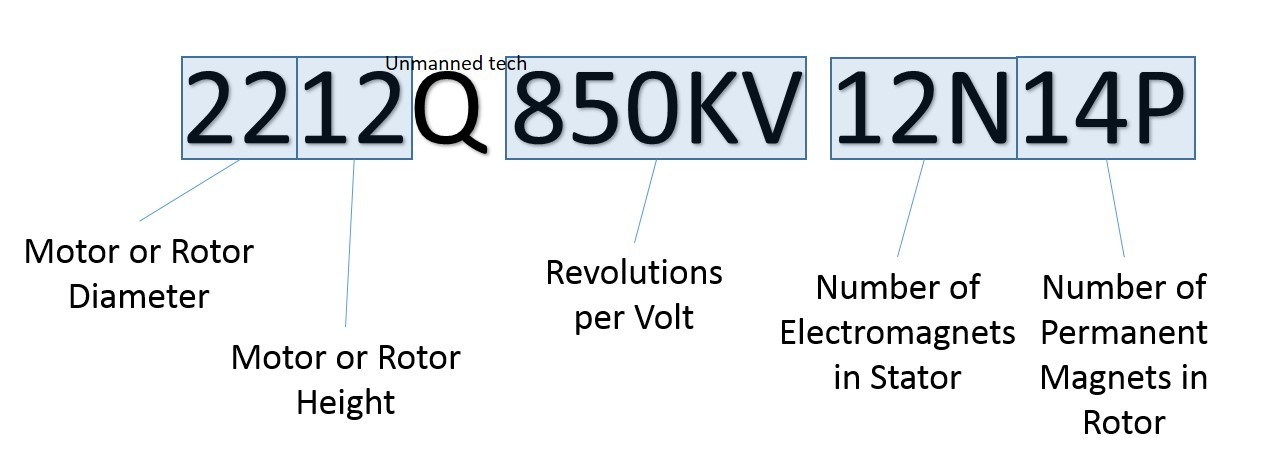 Unmanned tech
2212Q 850KV 12N14P
Motor or Rotor
Diameter
Motor or Rotor
Height
Revolutions
per Volt
Number of
Electromagnets
in Stator
Number of
Permanent
Magnets in
Rotor